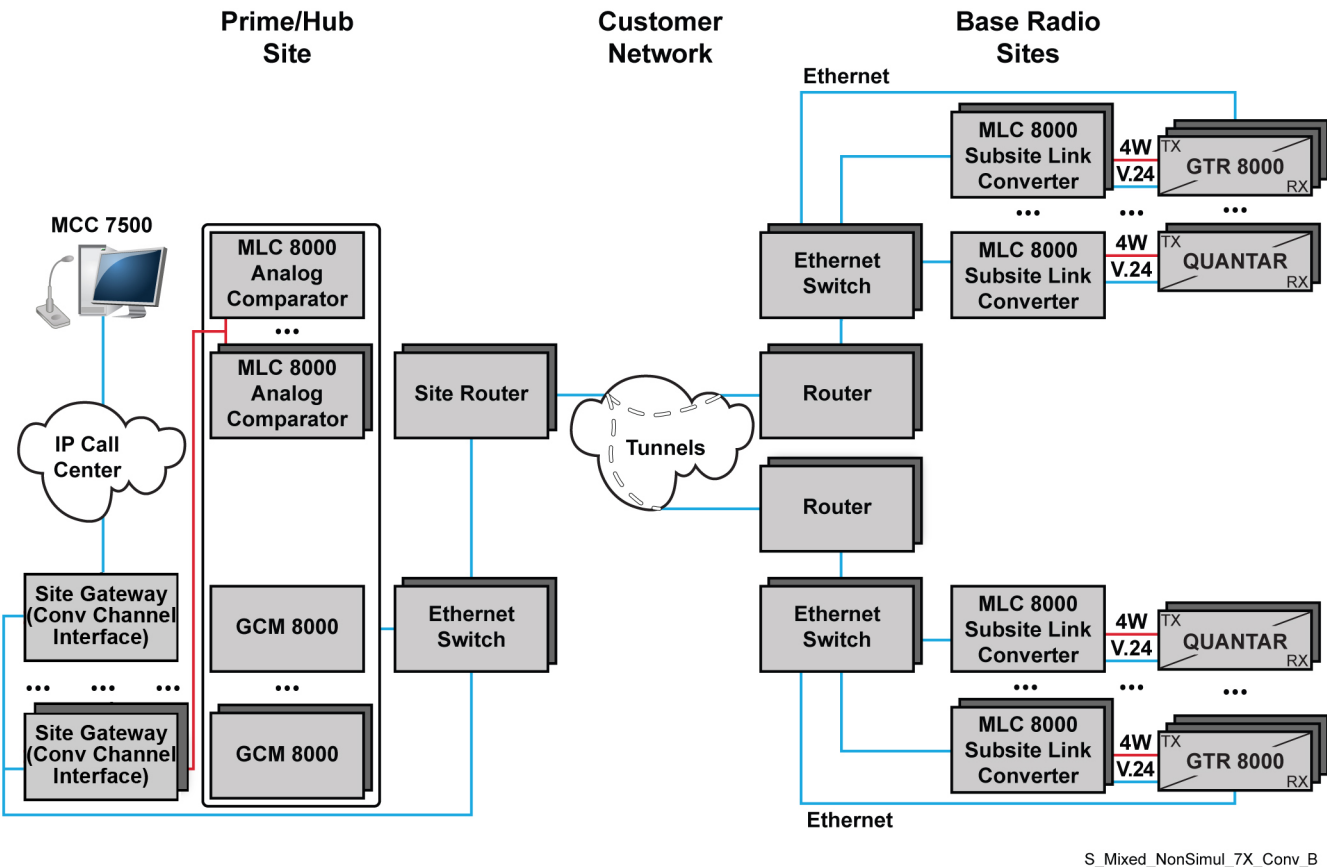 Prime/Hub
Site
Customer
Network
Base Radio
Sites
Ethernet
MLC 8000
Subsite Link
Converter
4W
V.24
TX
GTR 8000
RX
...
...
...
MCC 7500
MLC 8000
Analog
Comparator
...
MLC 8000
Analog
Comparator
Ethernet
Switch
MLC 8000
Subsite Link
Converter
4W
V.24
TX
QUANTAR
RX
IP Call
Center
Site Router
Tunnels
Router
Router
Site Gateway
(Conv Channel
Interface)
GCM 8000
Ethernet
Switch
Ethernet
Switch
MLC 8000
Subsite Link
Converter
4W
V.24
TX
QUANTAR
RX
...
...
...
...
...
...
...
Site Gateway
(Conv Channel
Interface)
GCM 8000
MLC 8000
Subsite Link
Converter
4W
V.24
TX
GTR 8000
RX
Ethernet
S_Mixed_NonSimul_7X_Conv_B